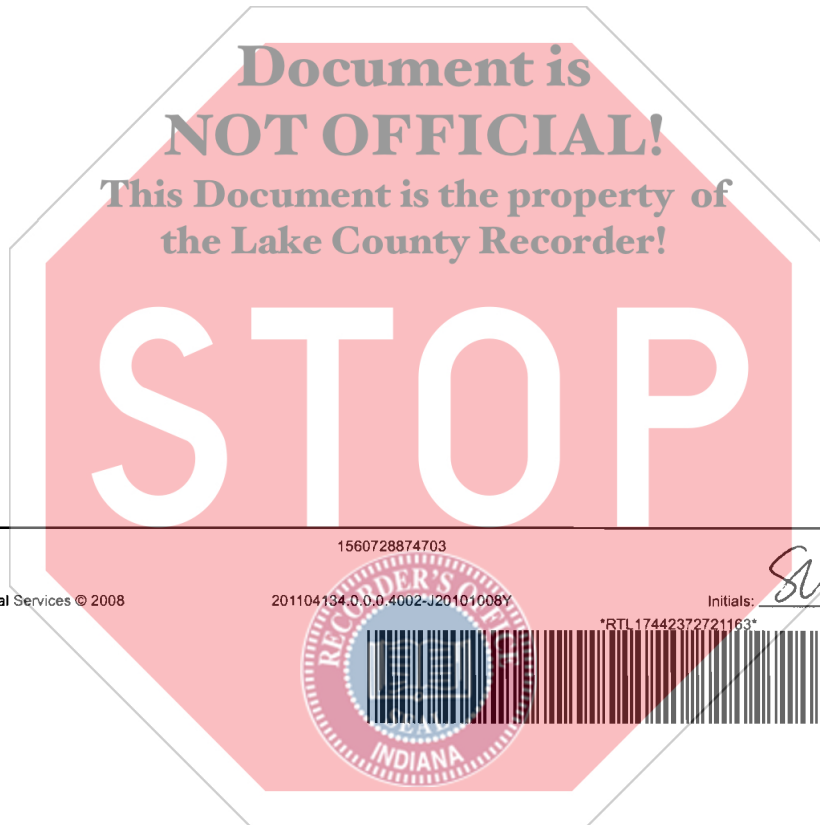 Document is
NOT OFFICIAL!
This Document is the property of
the Lake County Recorder!
STOP
1560728874703
al Services © 2008
201104134.0.0.0.4002-J20101008Y
Initials:
*RTL17442372721163*
RECORDER'S OFFICE
SEAL
INDIANA